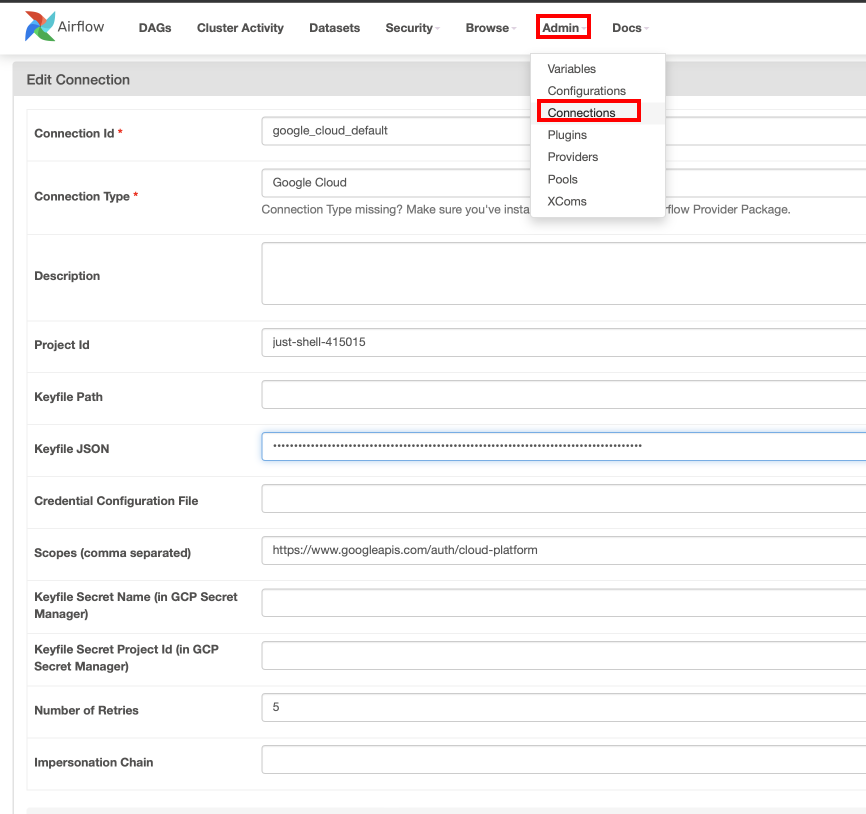 Airflow DAGs Cluster Activity Datasets Security Browse Admin Docs
Variables
Configurations
Connections
Plugins
Providers
Pools
XComs
Edit Connection
Connection Id *
google_cloud_default
Connection Type *
Google Cloud
Connection Type missing? Make sure you've insta rflow Provider Package.
Description
Project Id
just-shell-415015
Keyfile Path
Keyfile JSON
••••••••••••••••••••••••••••••••••••••••••••••••••••••••••••••••••••••••••••••••••••••••
Credential Configuration File
Scopes (comma separated)
https://www.googleapis.com/auth/cloud-platform
Keyfile Secret Name (in GCP Secret
Manager)
Keyfile Secret Project Id (in GCP
Secret Manager)
Number of Retries
5
Impersonation Chain